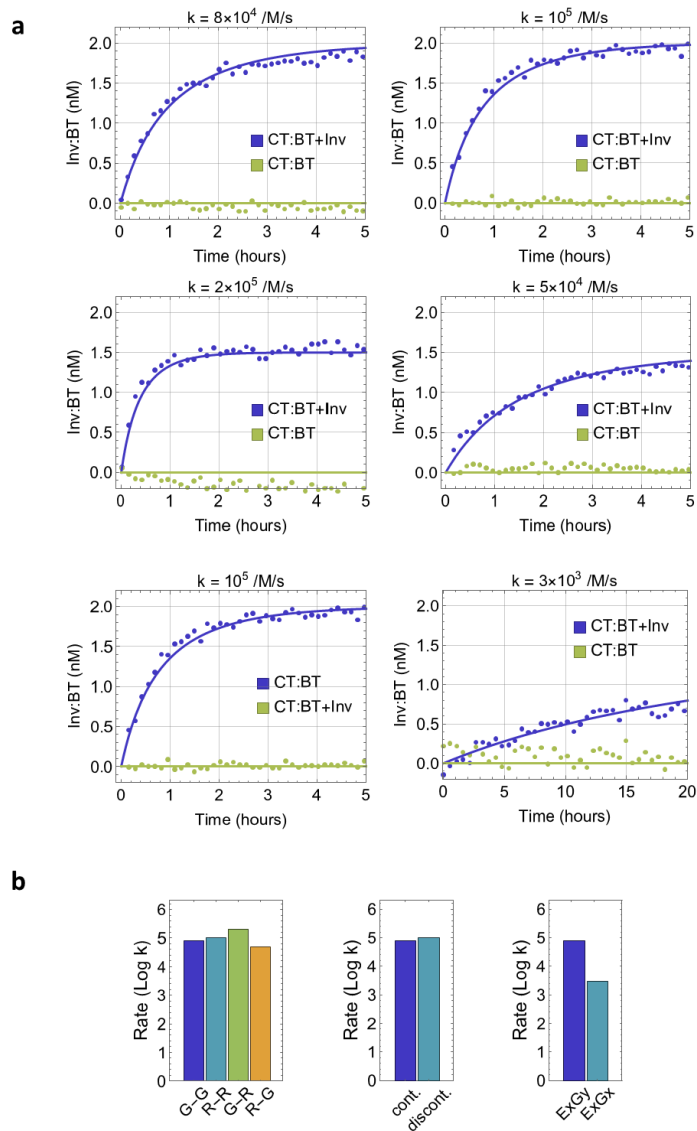 a
k = 8×10⁴ /M/s
2.0
1.5
1.0
0.5
0.0
Inv:BT (nM)
CT:BT+Inv
CT:BT
0 1 2 3 4 5
Time (hours)
k = 10⁵ /M/s
2.0
1.5
1.0
0.5
0.0
Inv:BT (nM)
CT:BT+Inv
CT:BT
0 1 2 3 4 5
Time (hours)
k = 2×10⁵ /M/s
2.0
1.5
1.0
0.5
0.0
Inv:BT (nM)
CT:BT+Inv
CT:BT
0 1 2 3 4 5
Time (hours)
k = 5×10⁴ /M/s
2.0
1.5
1.0
0.5
0.0
Inv:BT (nM)
CT:BT+Inv
CT:BT
0 1 2 3 4 5
Time (hours)
k = 10⁵ /M/s
2.0
1.5
1.0
0.5
0.0
Inv:BT (nM)
CT:BT
CT:BT+Inv
0 1 2 3 4 5
Time (hours)
k = 3×10³ /M/s
2.0
1.5
1.0
0.5
0.0
Inv:BT (nM)
CT:BT+Inv
CT:BT
0 5 10 15 20
Time (hours)
b
6
5
4
3
2
1
0
Rate (Log k)
G–G
R–R
G–R
R–G
6
5
4
3
2
1
0
Rate (Log k)
cont.
discont.
6
5
4
3
2
1
0
Rate (Log k)
ExGy
ExGx